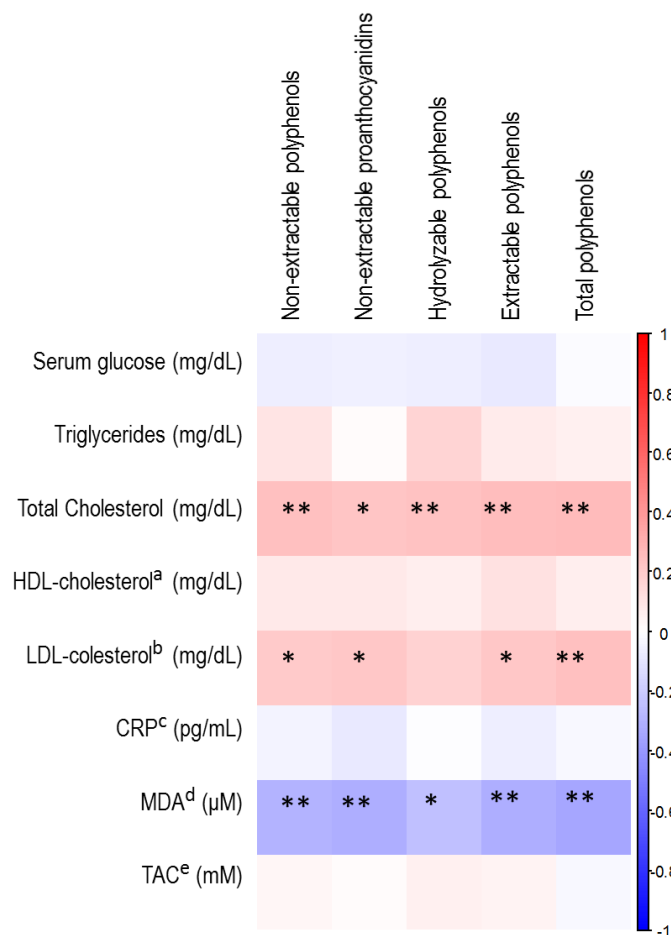 Non-extractable polyphenols
Non-extractable proanthocyanidins
Hydrolyzable polyphenols
Extractable polyphenols
Total polyphenols
Serum glucose (mg/dL)
Triglycerides (mg/dL)
Total Cholesterol (mg/dL)
** * ** ** **
HDL-cholesterolᵃ (mg/dL)
LDL-colesterolᵇ (mg/dL)
* * * **
CRPᶜ (pg/mL)
MDAᵈ (µM)
** ** * ** **
TACᵉ (mM)
1
0.8
0.6
0.4
0.2
0
-0.2
-0.4
-0.6
-0.8
-1